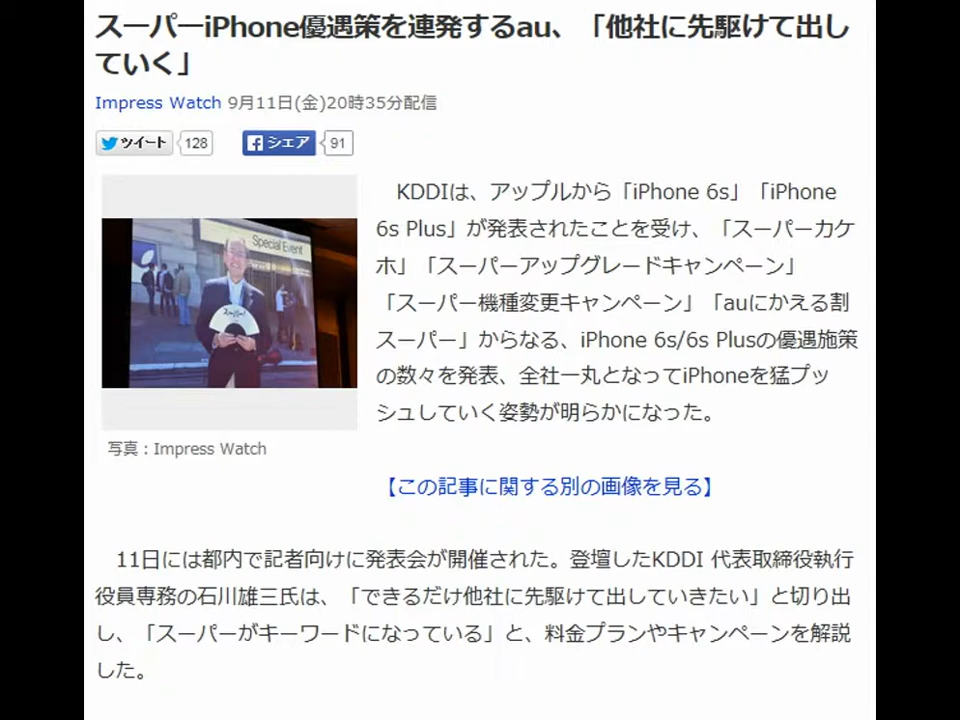 スーパーiPhone優遇策を連発するau、「他社に先駆けて出し
ていく」
Impress Watch 9月11日(金)20時35分配信
ツイート 128 シェア 91
Special Event
スーパー!
写真：Impress Watch
KDDIは、アップルから「iPhone 6s」「iPhone
6s Plus」が発表されたことを受け、「スーパーカケ
ホ」「スーパーアップグレードキャンペーン」
「スーパー機種変更キャンペーン」「auにかえる割
スーパー」からなる、iPhone 6s/6s Plusの優遇施策
の数々を発表、全社一丸となってiPhoneを猛プッ
シュしていく姿勢が明らかになった。
【この記事に関する別の画像を見る】
11日には都内で記者向けに発表会が開催された。登壇したKDDI 代表取締役執行
役員専務の石川雄三氏は、「できるだけ他社に先駆けて出していきたい」と切り出
し、「スーパーがキーワードになっている」と、料金プランやキャンペーンを解説
した。